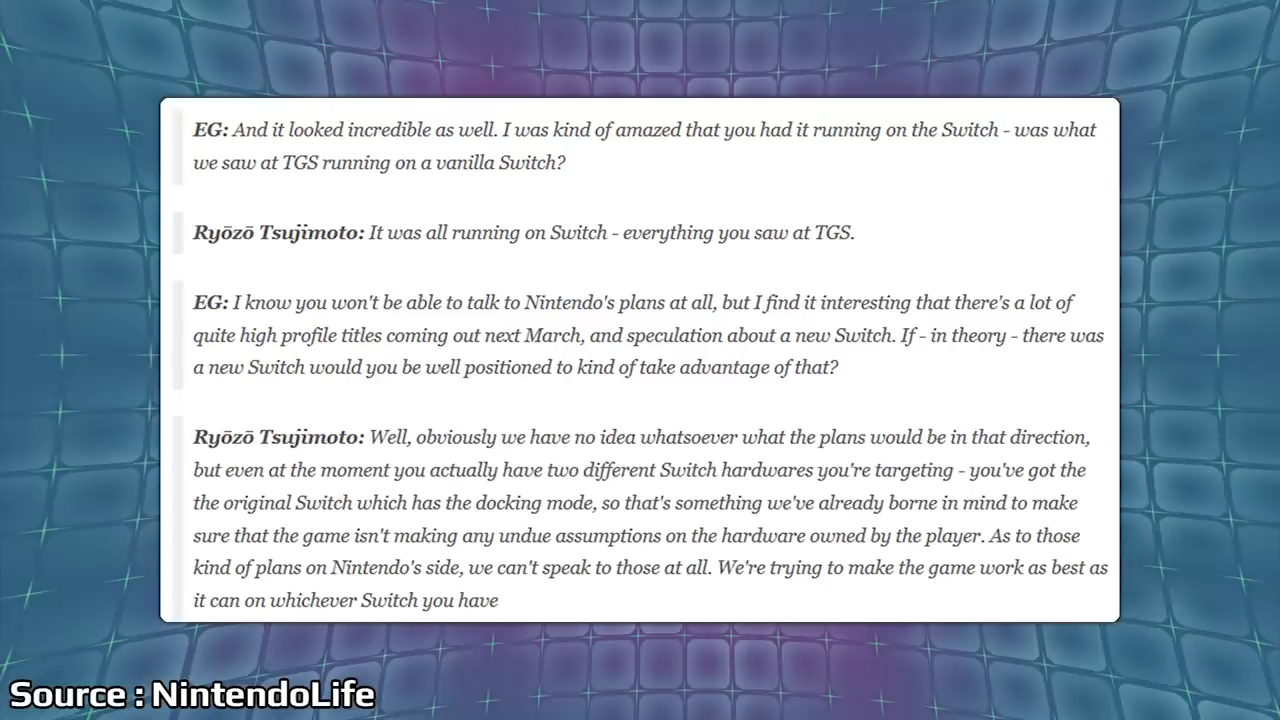 EG: And it looked incredible as well. I was kind of amazed that you had it running on the Switch - was what
we saw at TGS running on a vanilla Switch?
Ryōzō Tsujimoto: It was all running on Switch - everything you saw at TGS.
EG: I know you won't be able to talk to Nintendo's plans at all, but I find it interesting that there's a lot of
quite high profile titles coming out next March, and speculation about a new Switch. If - in theory - there was
a new Switch would you be well positioned to kind of take advantage of that?
Ryōzō Tsujimoto: Well, obviously we have no idea whatsoever what the plans would be in that direction,
but even at the moment you actually have two different Switch hardwares you're targeting - you've got the
the original Switch which has the docking mode, so that's something we've already borne in mind to make
sure that the game isn't making any undue assumptions on the hardware owned by the player. As to those
kind of plans on Nintendo's side, we can't speak to those at all. We're trying to make the game work as best as
it can on whichever Switch you have
Source : NintendoLife